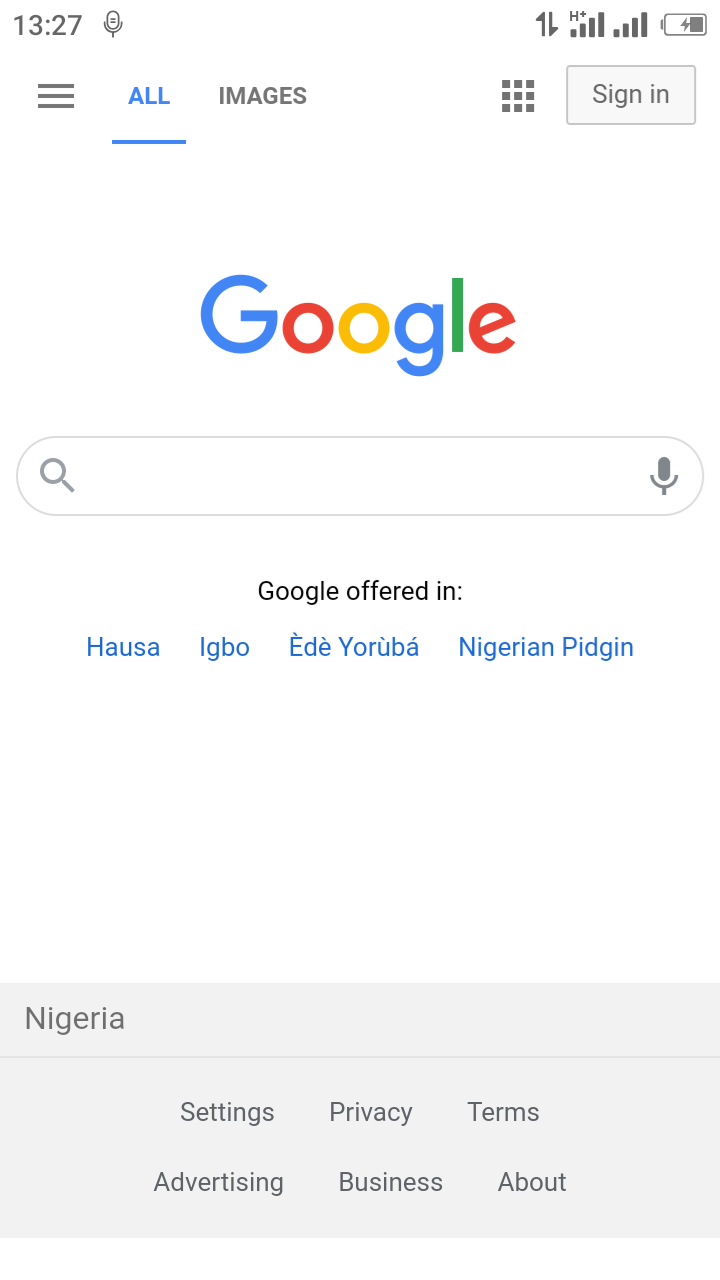 13:27 H+
ALL IMAGES Sign in
Google
Google offered in:
Hausa Igbo Èdè Yorùbá Nigerian Pidgin
Nigeria
Settings Privacy Terms
Advertising Business About